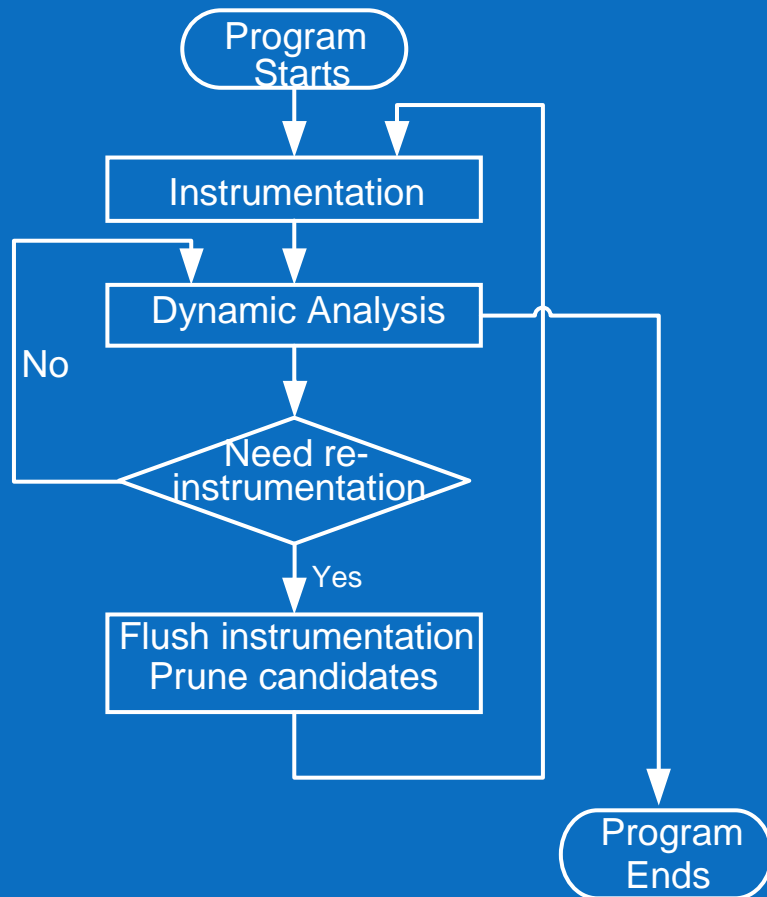 Program
Starts
Instrumentation
Dynamic Analysis
No
Need re-
instrumentation
Yes
Flush instrumentation
Prune candidates
Program
Ends